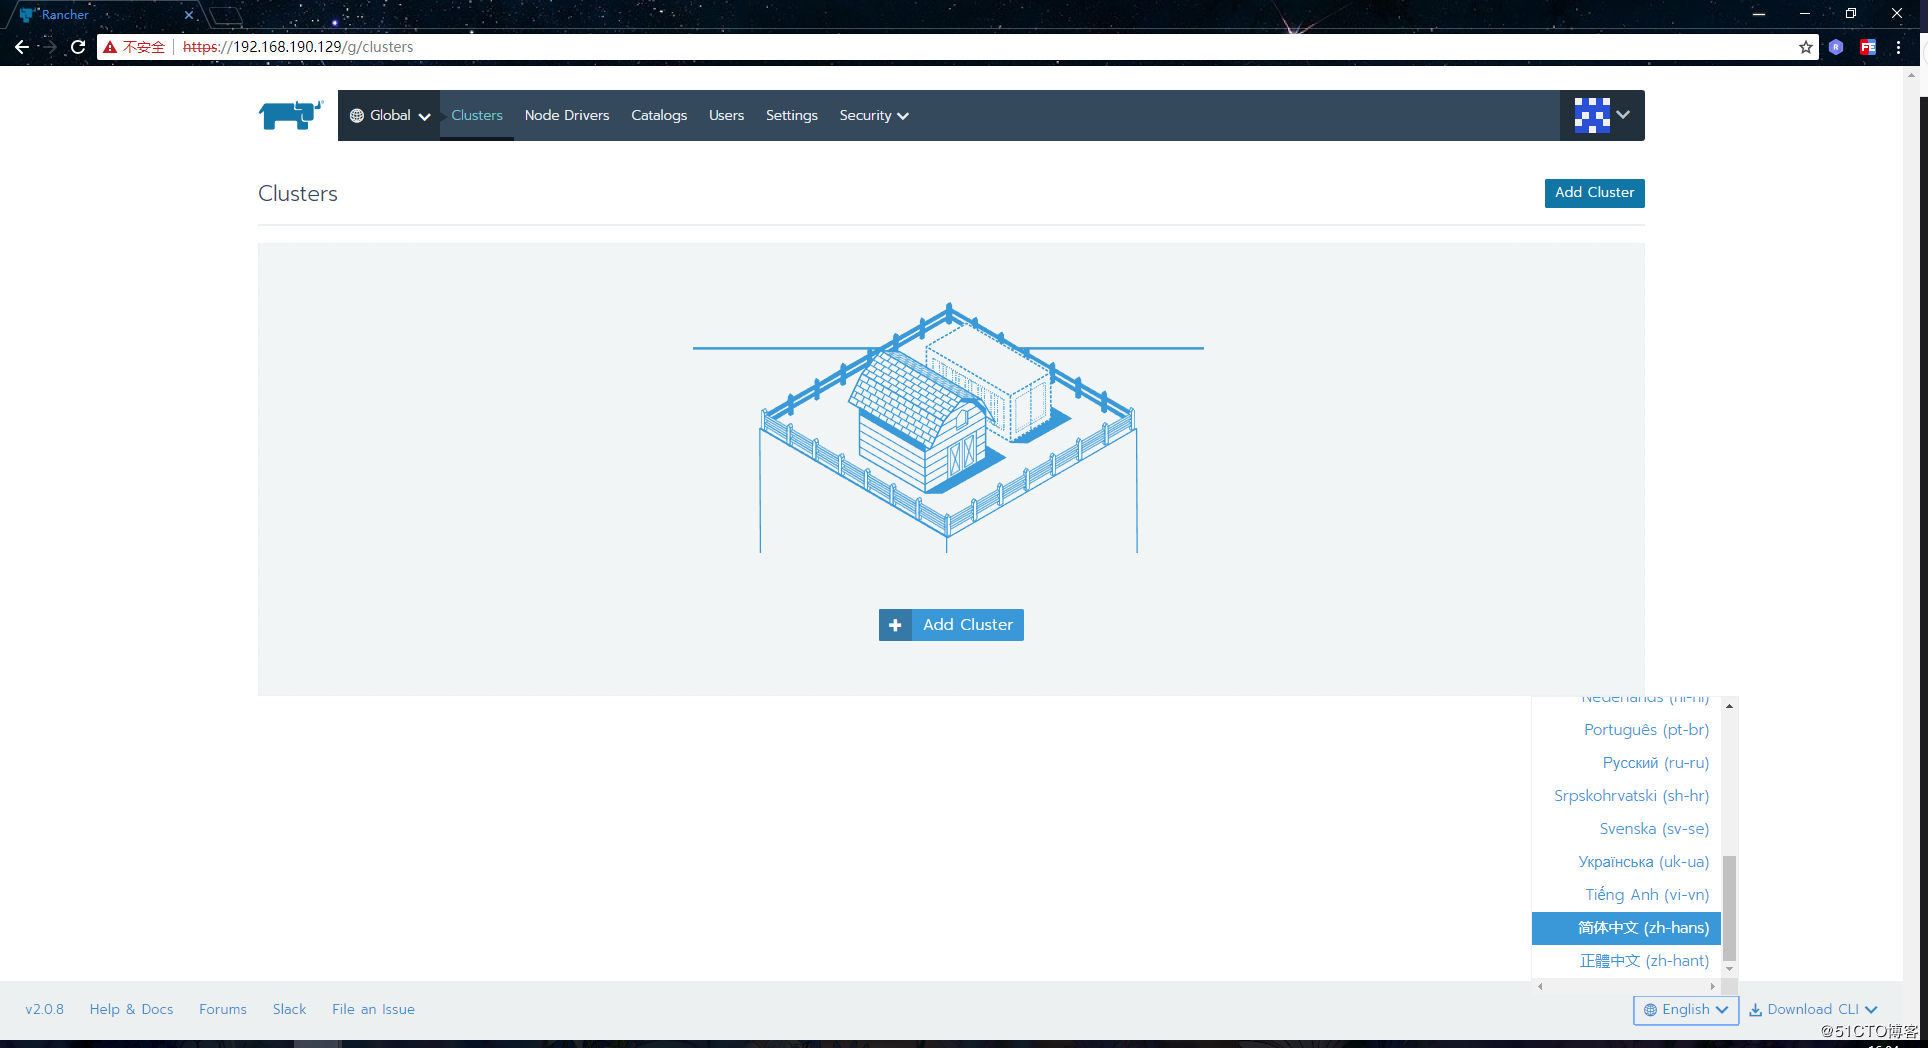 Rancher
不安全 https://192.168.190.129/g/clusters
Global Clusters Node Drivers Catalogs Users Settings Security
Clusters
Add Cluster
Add Cluster
Nederlands (nl-nl)
Português (pt-br)
Русский (ru-ru)
Srpskohrvatski (sh-hr)
Svenska (sv-se)
Українська (uk-ua)
Tiếng Anh (vi-vn)
简体中文 (zh-hans)
正體中文 (zh-hant)
v2.0.8 Help & Docs Forums Slack File an Issue English Download CLI
@51CTO博客